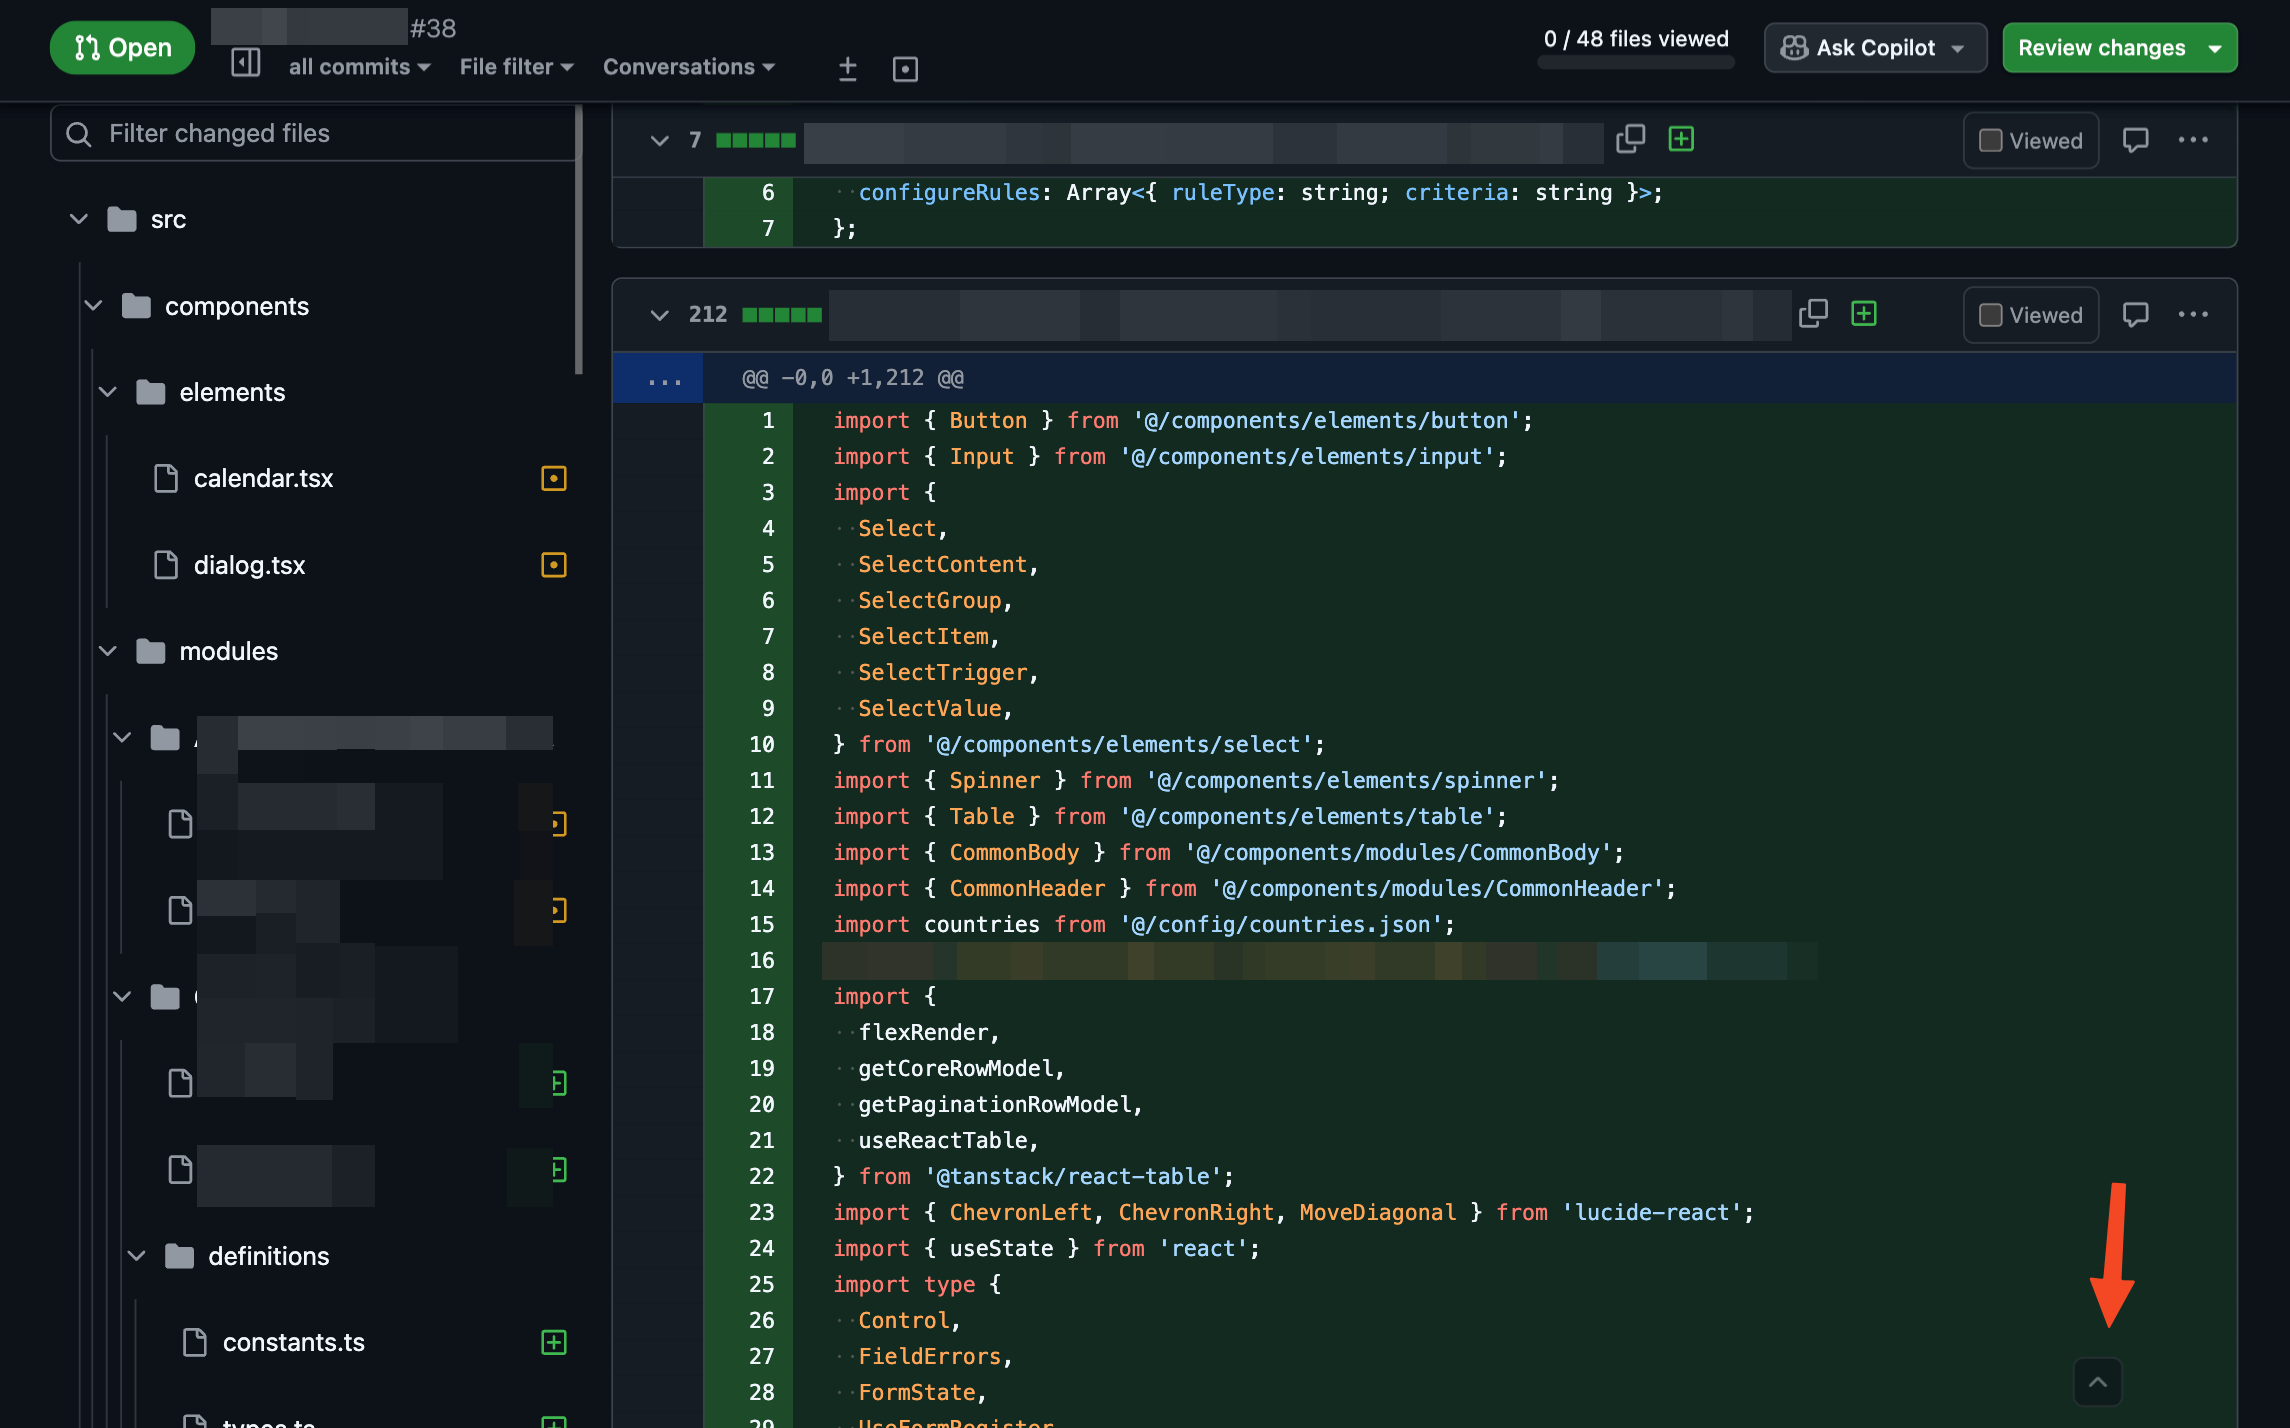 Open
#38
all commits
File filter
Conversations
0 / 48 files viewed
Ask Copilot
Review changes
Filter changed files
src
components
elements
calendar.tsx
dialog.tsx
modules
definitions
constants.ts
types.ts
7
Viewed
6 configureRules: Array<{ ruleType: string; criteria: string }>;
7 };
212
Viewed
... @@ -0,0 +1,212 @@
1 import { Button } from '@/components/elements/button';
2 import { Input } from '@/components/elements/input';
3 import {
4 Select,
5 SelectContent,
6 SelectGroup,
7 SelectItem,
8 SelectTrigger,
9 SelectValue,
10 } from '@/components/elements/select';
11 import { Spinner } from '@/components/elements/spinner';
12 import { Table } from '@/components/elements/table';
13 import { CommonBody } from '@/components/modules/CommonBody';
14 import { CommonHeader } from '@/components/modules/CommonHeader';
15 import countries from '@/config/countries.json';
16
17 import {
18 flexRender,
19 getCoreRowModel,
20 getPaginationRowModel,
21 useReactTable,
22 } from '@tanstack/react-table';
23 import { ChevronLeft, ChevronRight, MoveDiagonal } from 'lucide-react';
24 import { useState } from 'react';
25 import type {
26 Control,
27 FieldErrors,
28 FormState,
29 UseFormRegister